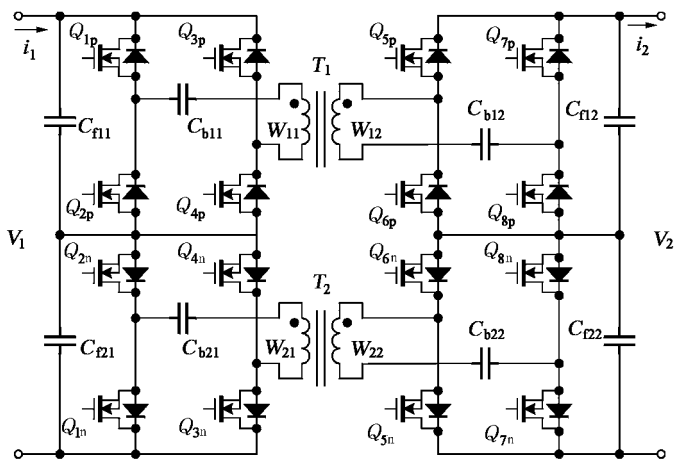 Q1p Q3p T1 Q5p Q7p
i1 i2
Cf11 Cb11 W11 W12 Cb12 Cf12
Q2p Q4p Q6p Q8p
V1 V2
Q2n Q4n T2 Q6n Q8n
Cf21 Cb21 W21 W22 Cb22 Cf22
Q1n Q3n Q5n Q7n